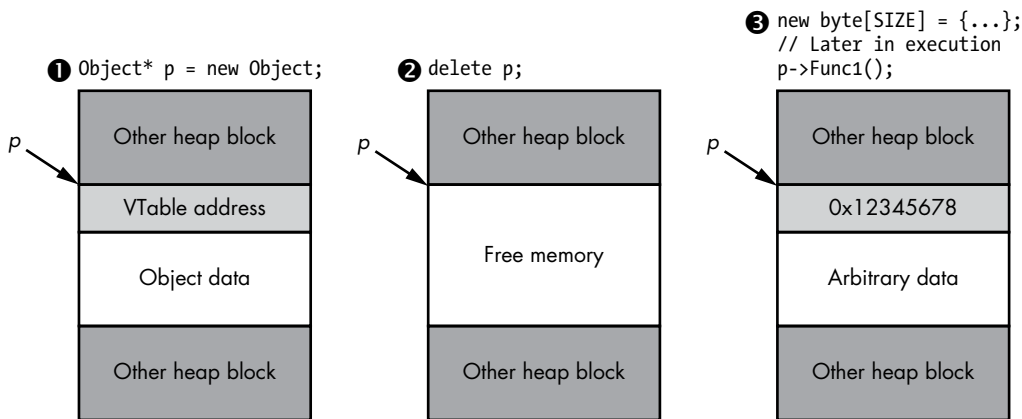 ❶ Object* p = new Object;
p
Other heap block
VTable address
Object data
Other heap block
❷ delete p;
p
Other heap block
Free memory
Other heap block
❸ new byte[SIZE] = {...};
// Later in execution
p->Func1();
p
Other heap block
0x12345678
Arbitrary data
Other heap block